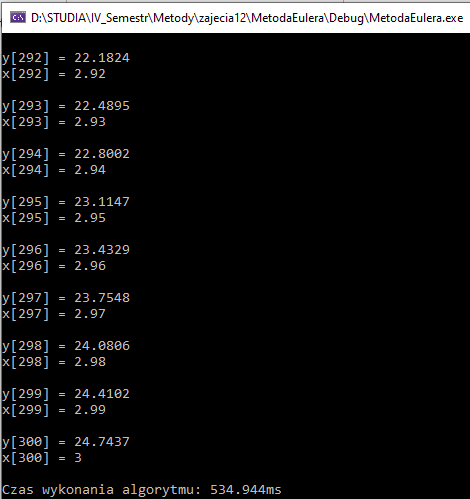 D:\STUDIA\IV_Semestr\Metody\zajecia12\MetodaEulera\Debug\MetodaEulera.exe
y[292] = 22.1824
x[292] = 2.92
y[293] = 22.4895
x[293] = 2.93
y[294] = 22.8002
x[294] = 2.94
y[295] = 23.1147
x[295] = 2.95
y[296] = 23.4329
x[296] = 2.96
y[297] = 23.7548
x[297] = 2.97
y[298] = 24.0806
x[298] = 2.98
y[299] = 24.4102
x[299] = 2.99
y[300] = 24.7437
x[300] = 3
Czas wykonania algorytmu: 534.944ms